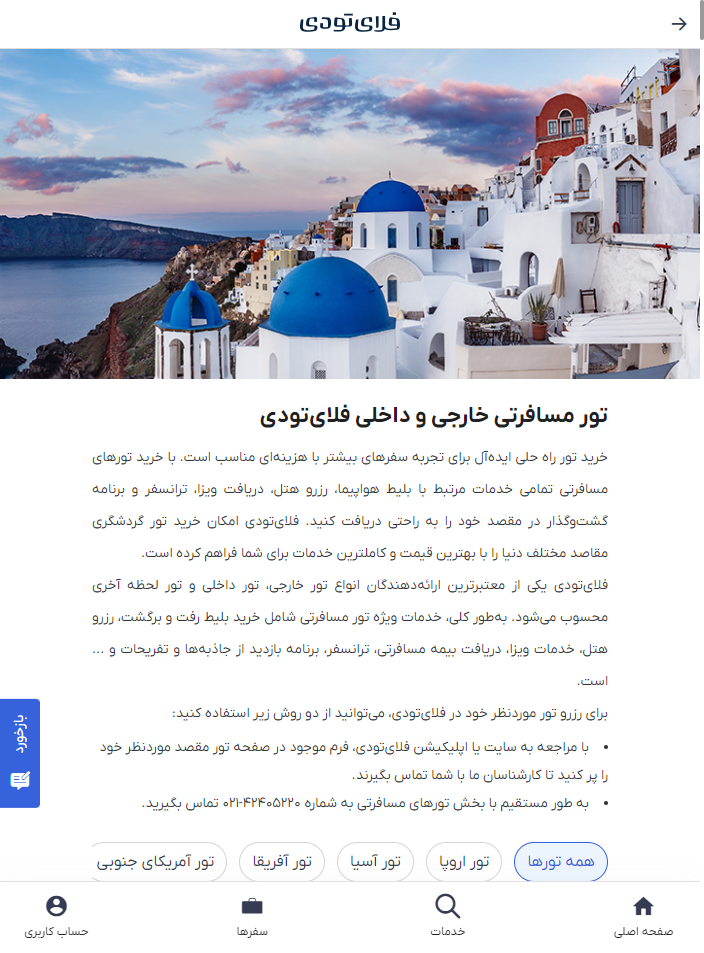 فلای‌تودی
تور مسافرتی خارجی و داخلی فلای‌تودی
خرید تور راه حلی ایده‌آل برای تجربه سفرهای بیشتر با هزینه‌ای مناسب است. با خرید تورهای
مسافرتی تمامی خدمات مرتبط با بلیط هواپیما، رزرو هتل، دریافت ویزا، ترانسفر و برنامه
گشت‌وگذار در مقصد خود را به راحتی دریافت کنید. فلای‌تودی امکان خرید تور گردشگری
مقاصد مختلف دنیا را با بهترین قیمت و کاملترین خدمات برای شما فراهم کرده است.
فلای‌تودی یکی از معتبرترین ارائه‌دهندگان انواع تور خارجی، تور داخلی و تور لحظه آخری
محسوب می‌شود. به‌طور کلی، خدمات ویژه تور مسافرتی شامل خرید بلیط رفت و برگشت، رزرو
هتل، خدمات ویزا، دریافت بیمه مسافرتی، ترانسفر، برنامه بازدید از جاذبه‌ها و تفریحات و ...
است.
برای رزرو تور موردنظر خود در فلای‌تودی، می‌توانید از دو روش زیر استفاده کنید:
• با مراجعه به سایت یا اپلیکیشن فلای‌تودی، فرم موجود در صفحه تور مقصد موردنظر خود
را پر کنید تا کارشناسان ما با شما تماس بگیرند.
• به طور مستقیم با بخش تورهای مسافرتی به شماره ۴۲۴۰۵۲۲۰-۰۲۱ تماس بگیرید.
بازخورد
همه تورها
تور اروپا
تور آسیا
تور آفریقا
تور آمریکای جنوبی
صفحه اصلی
خدمات
سفرها
حساب کاربری